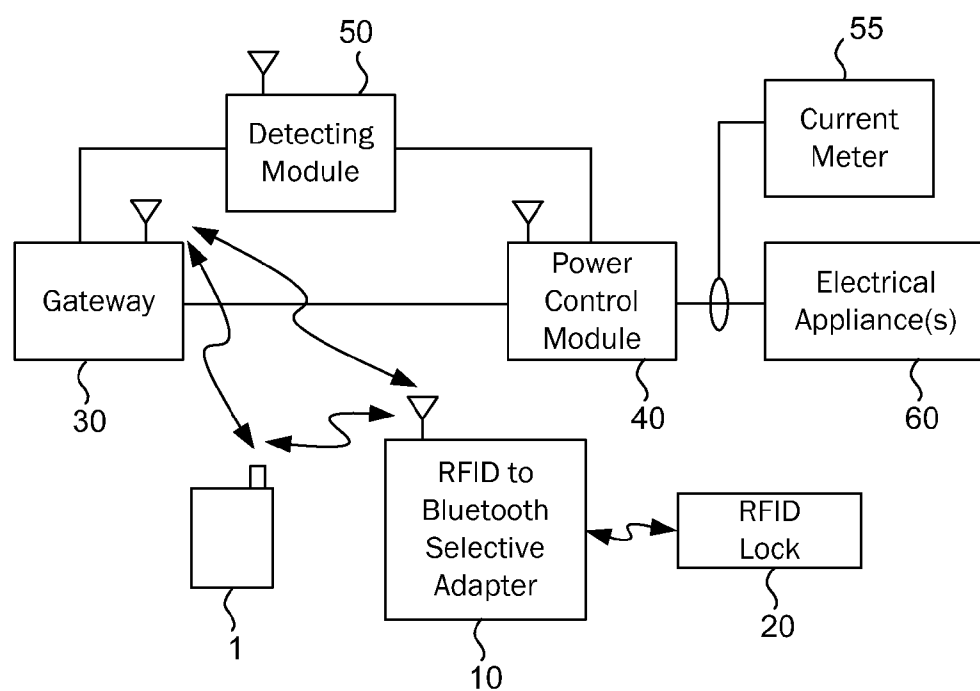 50
Detecting
Module
55
Current
Meter
Gateway
30
Power
Control
Module
40
Electrical
Appliance(s)
60
1
RFID to
Bluetooth
Selective
Adapter
10
RFID
Lock
20